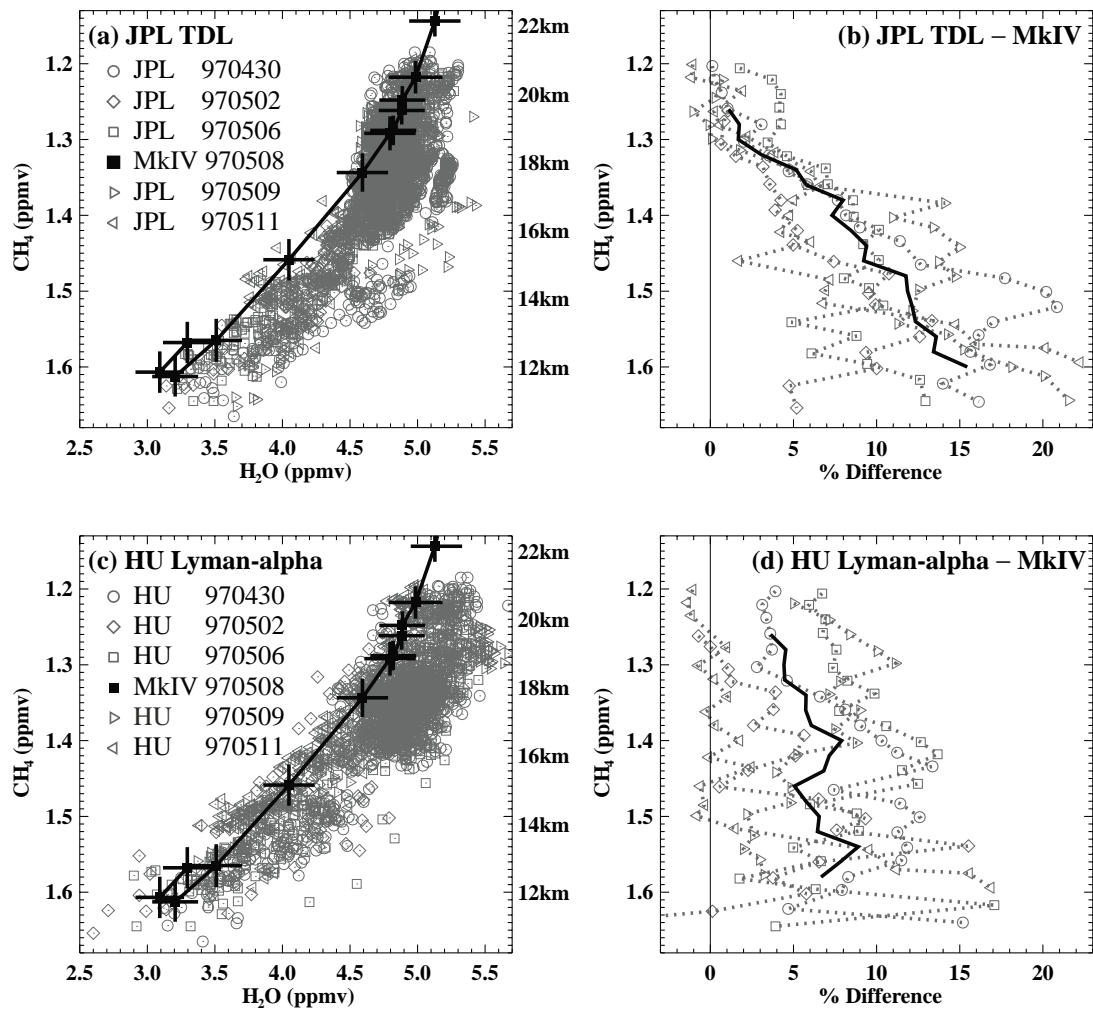 (a) JPL TDL
JPL 970430
JPL 970502
JPL 970506
MkIV 970508
JPL 970509
JPL 970511
1.2
1.3
1.4
1.5
1.6
CH₄ (ppmv)
22km
20km
18km
16km
14km
12km
2.5 3.0 3.5 4.0 4.5 5.0 5.5
H₂O (ppmv)
(b) JPL TDL – MkIV
1.2
1.3
1.4
1.5
1.6
CH₄ (ppmv)
0 5 10 15 20
% Difference
(c) HU Lyman-alpha
HU 970430
HU 970502
HU 970506
MkIV 970508
HU 970509
HU 970511
1.2
1.3
1.4
1.5
1.6
CH₄ (ppmv)
22km
20km
18km
16km
14km
12km
2.5 3.0 3.5 4.0 4.5 5.0 5.5
H₂O (ppmv)
(d) HU Lyman-alpha – MkIV
1.2
1.3
1.4
1.5
1.6
CH₄ (ppmv)
0 5 10 15 20
% Difference